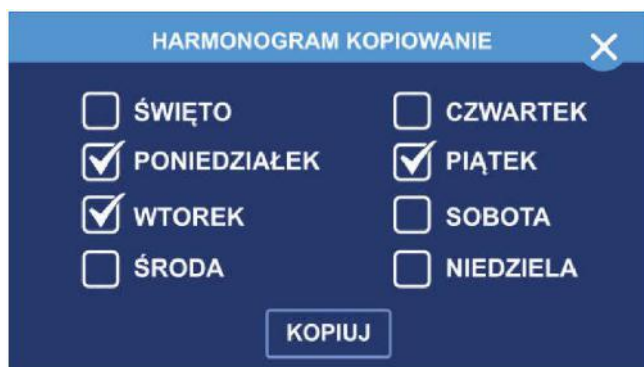 HARMONOGRAM KOPIOWANIE
ŚWIĘTO
PONIEDZIAŁEK
WTOREK
ŚRODA
CZWARTEK
PIĄTEK
SOBOTA
NIEDZIELA
KOPIUJ